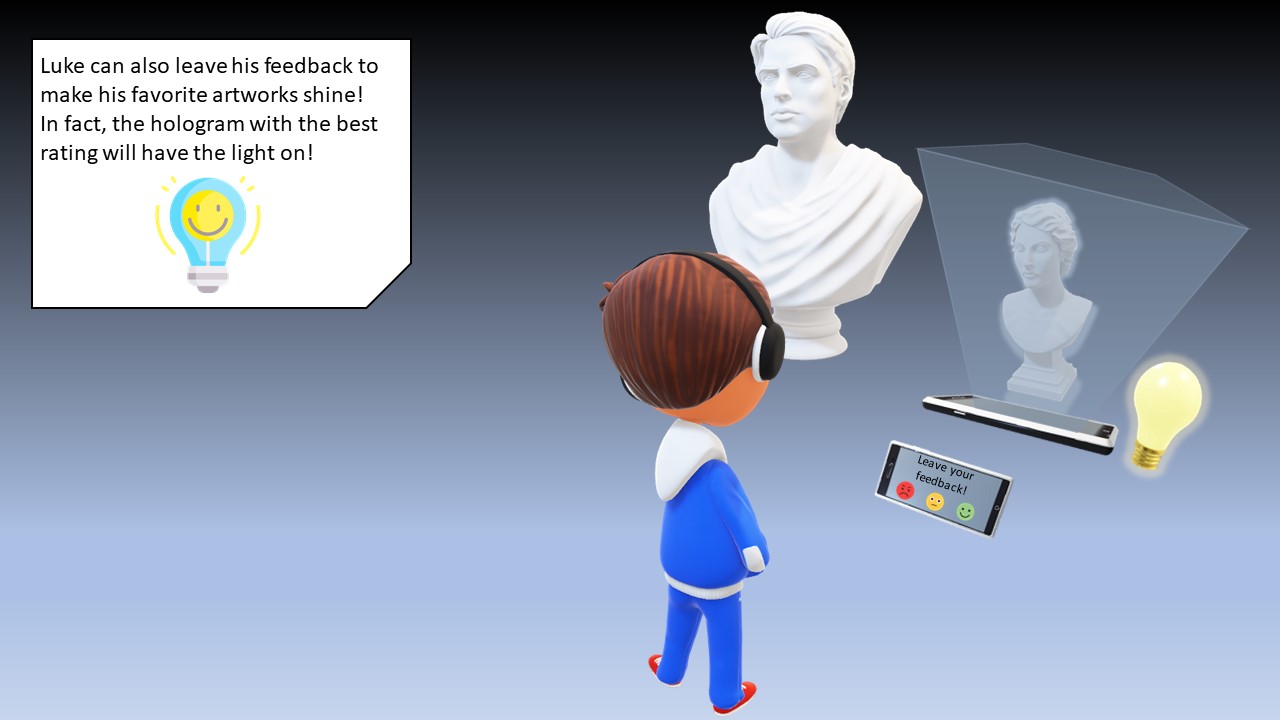 Luke can also leave his feedback to
make his favorite artworks shine!
In fact, the hologram with the best
rating will have the light on!
Leave your
feedback!